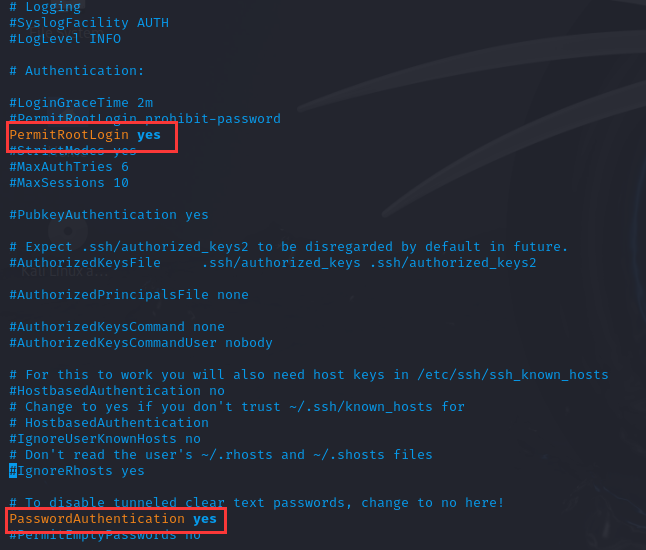 # Logging
#SyslogFacility AUTH
#LogLevel INFO
# Authentication:
#LoginGraceTime 2m
#PermitRootLogin prohibit-password
PermitRootLogin yes
#StrictModes yes
#MaxAuthTries 6
#MaxSessions 10
#PubkeyAuthentication yes
# Expect .ssh/authorized_keys2 to be disregarded by default in future.
#AuthorizedKeysFile     .ssh/authorized_keys .ssh/authorized_keys2
Kali Linux a...
#AuthorizedPrincipalsFile none
#AuthorizedKeysCommand none
#AuthorizedKeysCommandUser nobody
# For this to work you will also need host keys in /etc/ssh/ssh_known_hosts
#HostbasedAuthentication no
# Change to yes if you don't trust ~/.ssh/known_hosts for
# HostbasedAuthentication
#IgnoreUserKnownHosts no
# Don't read the user's ~/.rhosts and ~/.shosts files
#IgnoreRhosts yes
# To disable tunneled clear text passwords, change to no here!
PasswordAuthentication yes
#PermitEmptyPasswords no